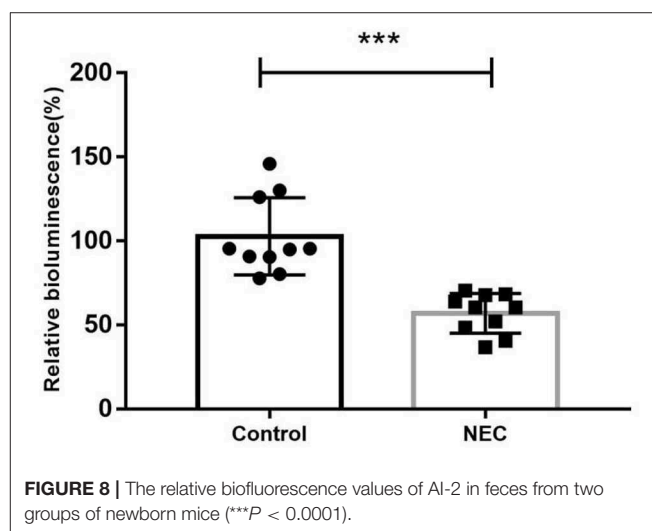 ***
200
150
100
50
0
Relative bioluminescence(%)
Control NEC
FIGURE 8 | The relative biofluorescence values of AI-2 in feces from two
groups of newborn mice (***P < 0.0001).